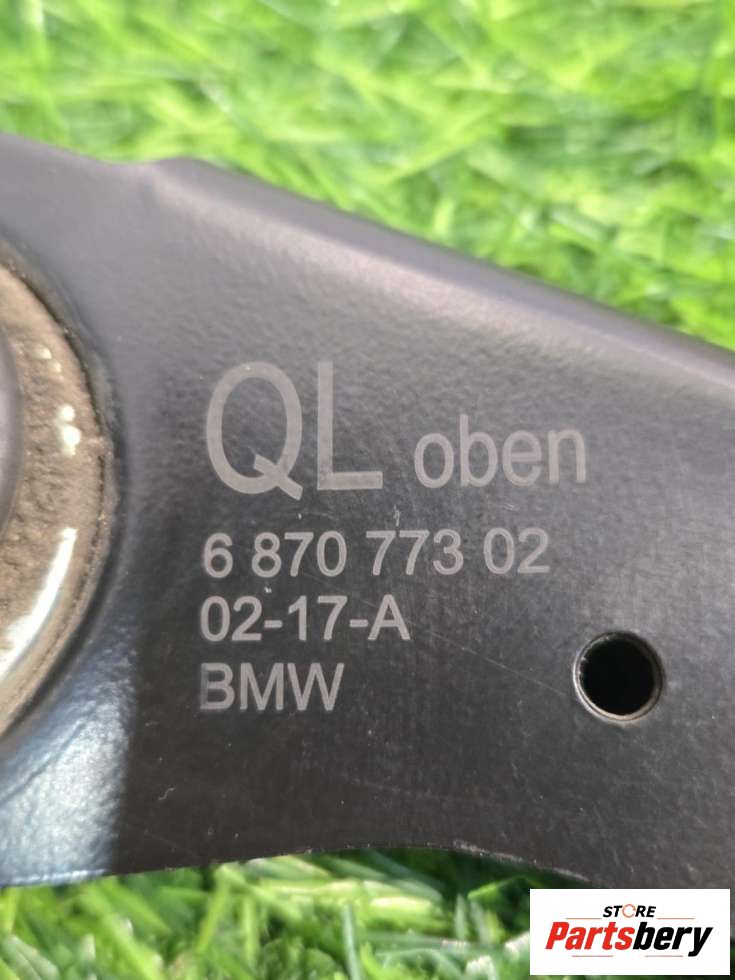 QL oben
6 870 773 02
02-17-A
BMW
STORE
Partsbery